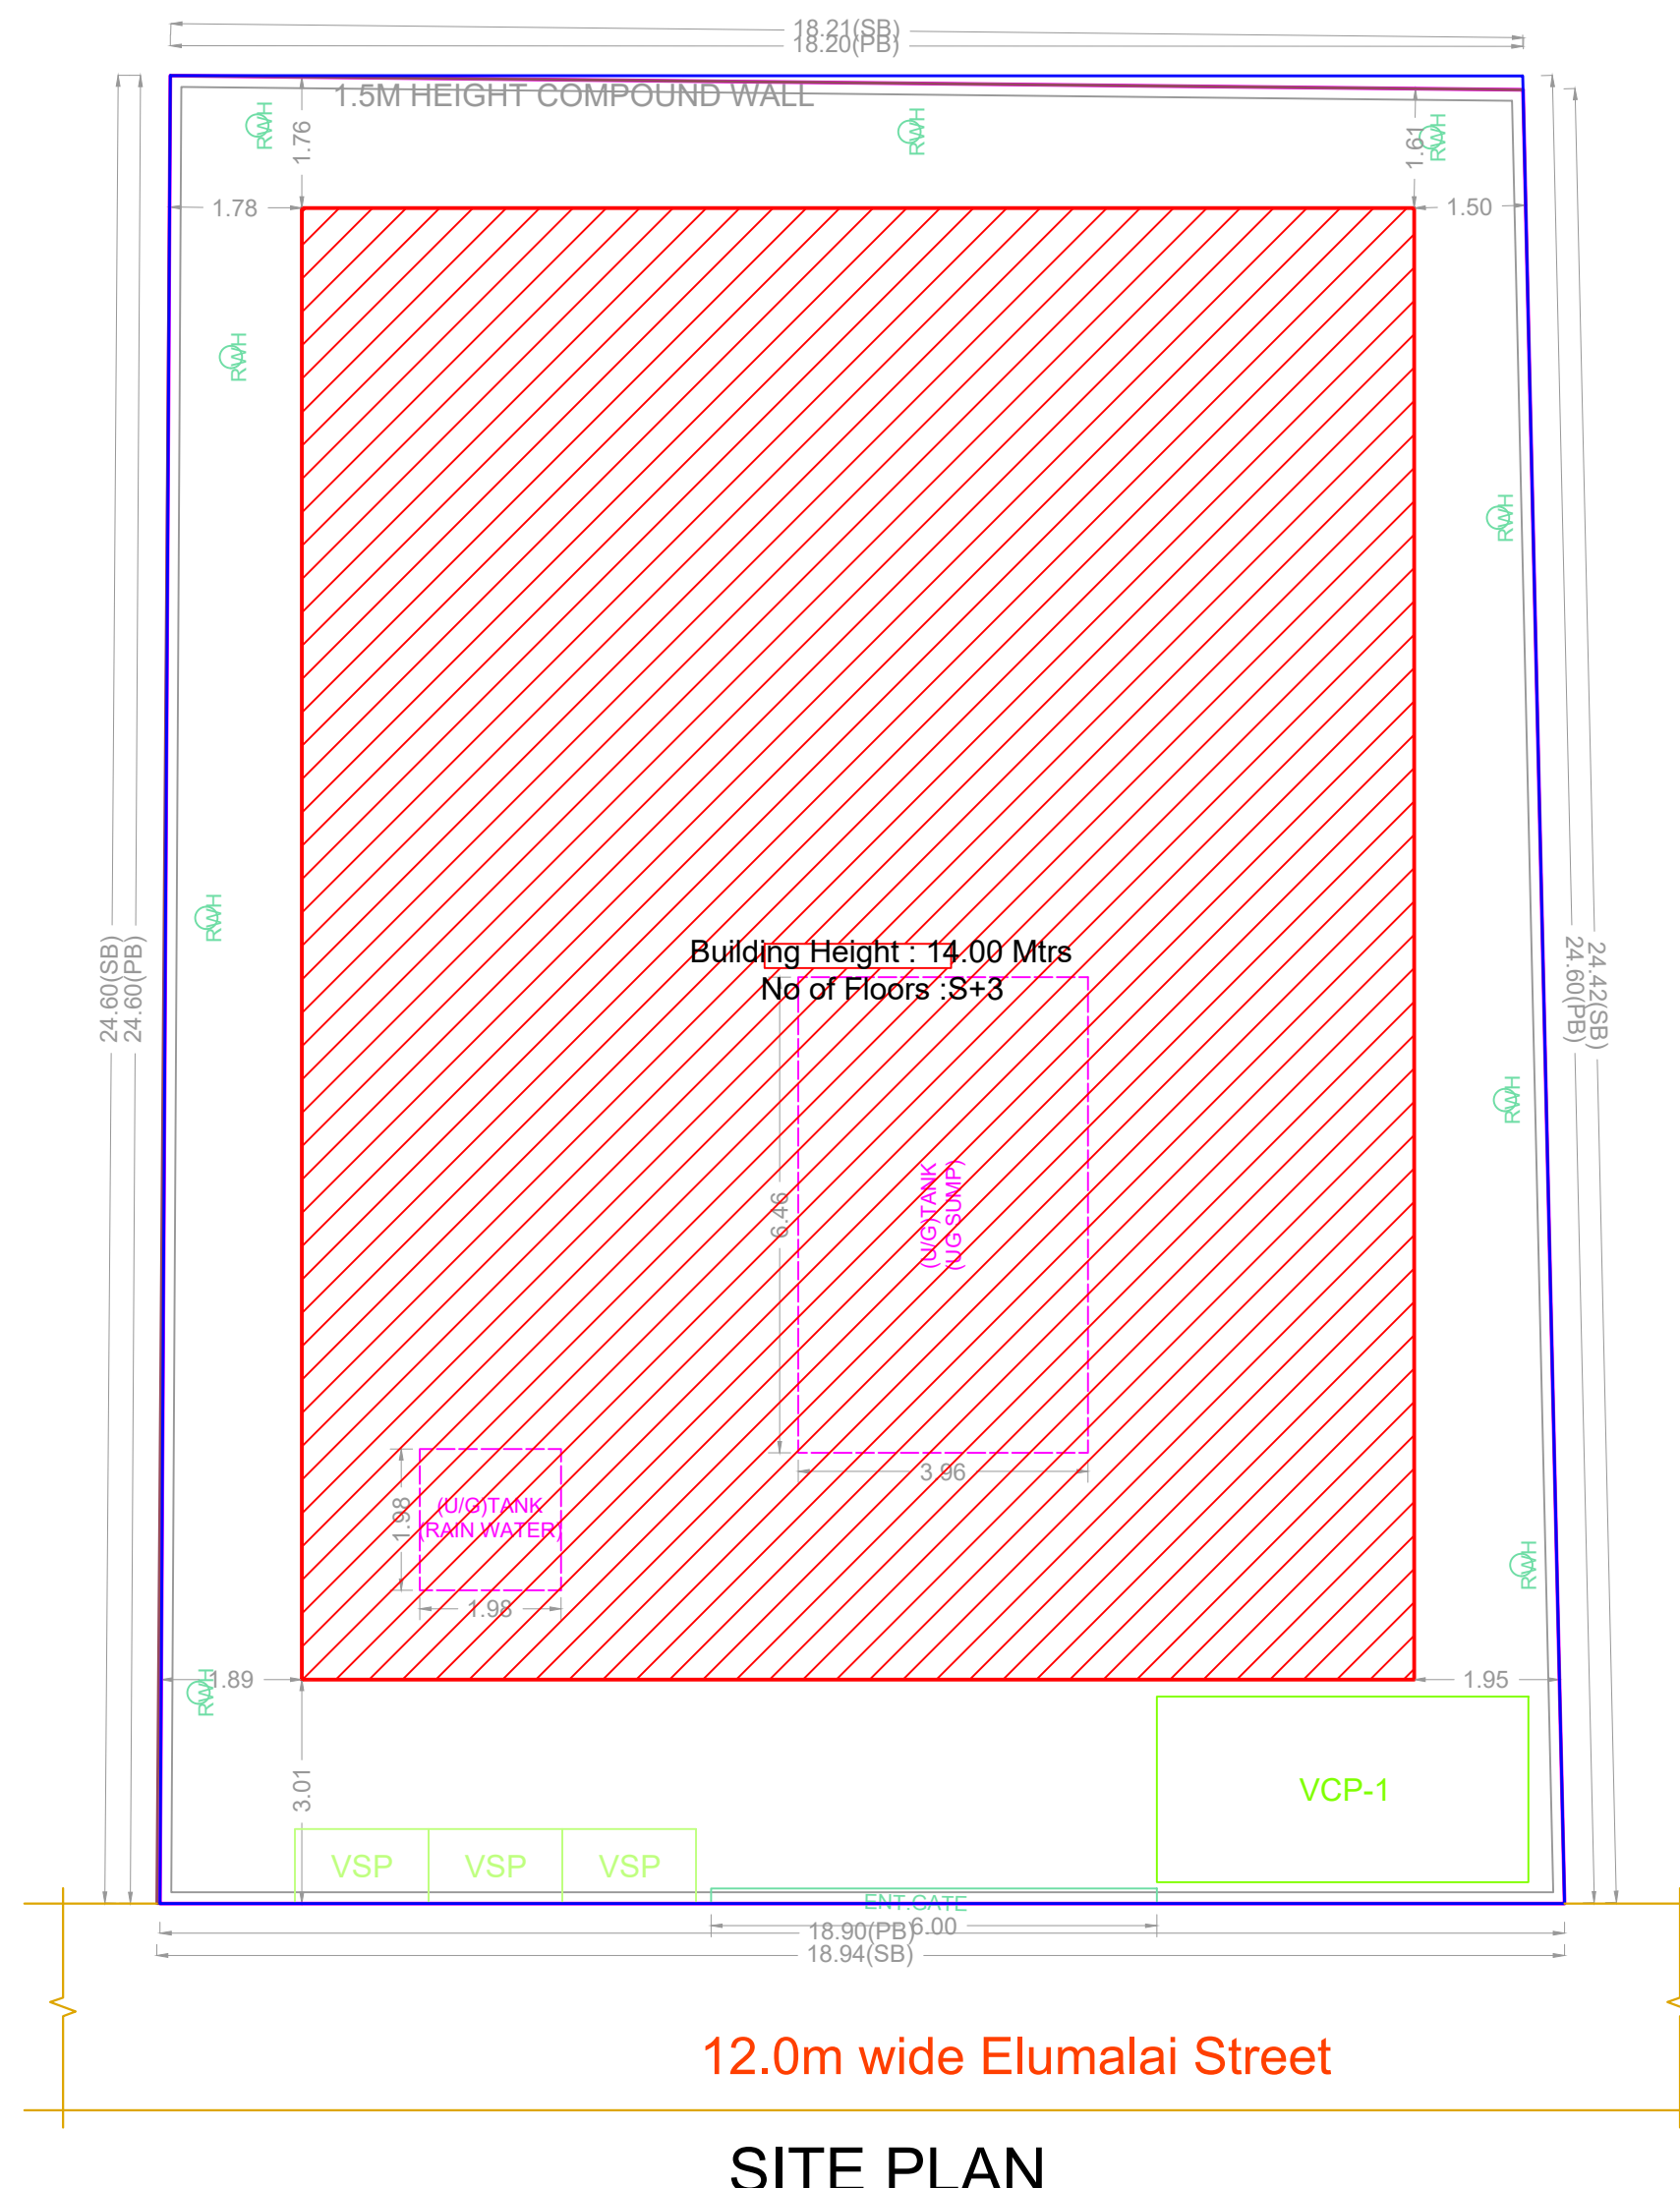 18.21(SB)
18.20(PB)
1.5M HEIGHT COMPOUND WALL
RWH
RWH
RWH
1.76
1.61
1.78
1.50
RWH
RWH
RWH
24.60(SB)
24.60(PB)
24.60(PB)
24.42(SB)
Building Height : 14.00 Mtrs
No of Floors :S+3
RWH
6.46
(U/G)TANK
(UG SUMP)
3.96
1.98
(U/G)TANK
(RAIN WATER)
1.98
RWH
1.89
RWH
1.95
3.01
VCP-1
VSP
VSP
VSP
ENT.GATE
6.00
18.90(PB)
18.94(SB)
12.0m wide Elumalai Street
SITE PLAN